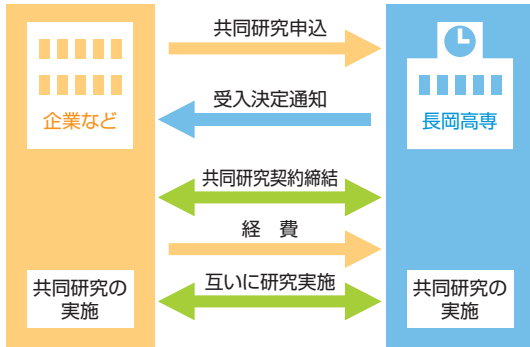 共同研究申込
企業など
受入決定通知
長岡高専
共同研究契約締結
経　費
互いに研究実施
共同研究の
実施
共同研究の
実施